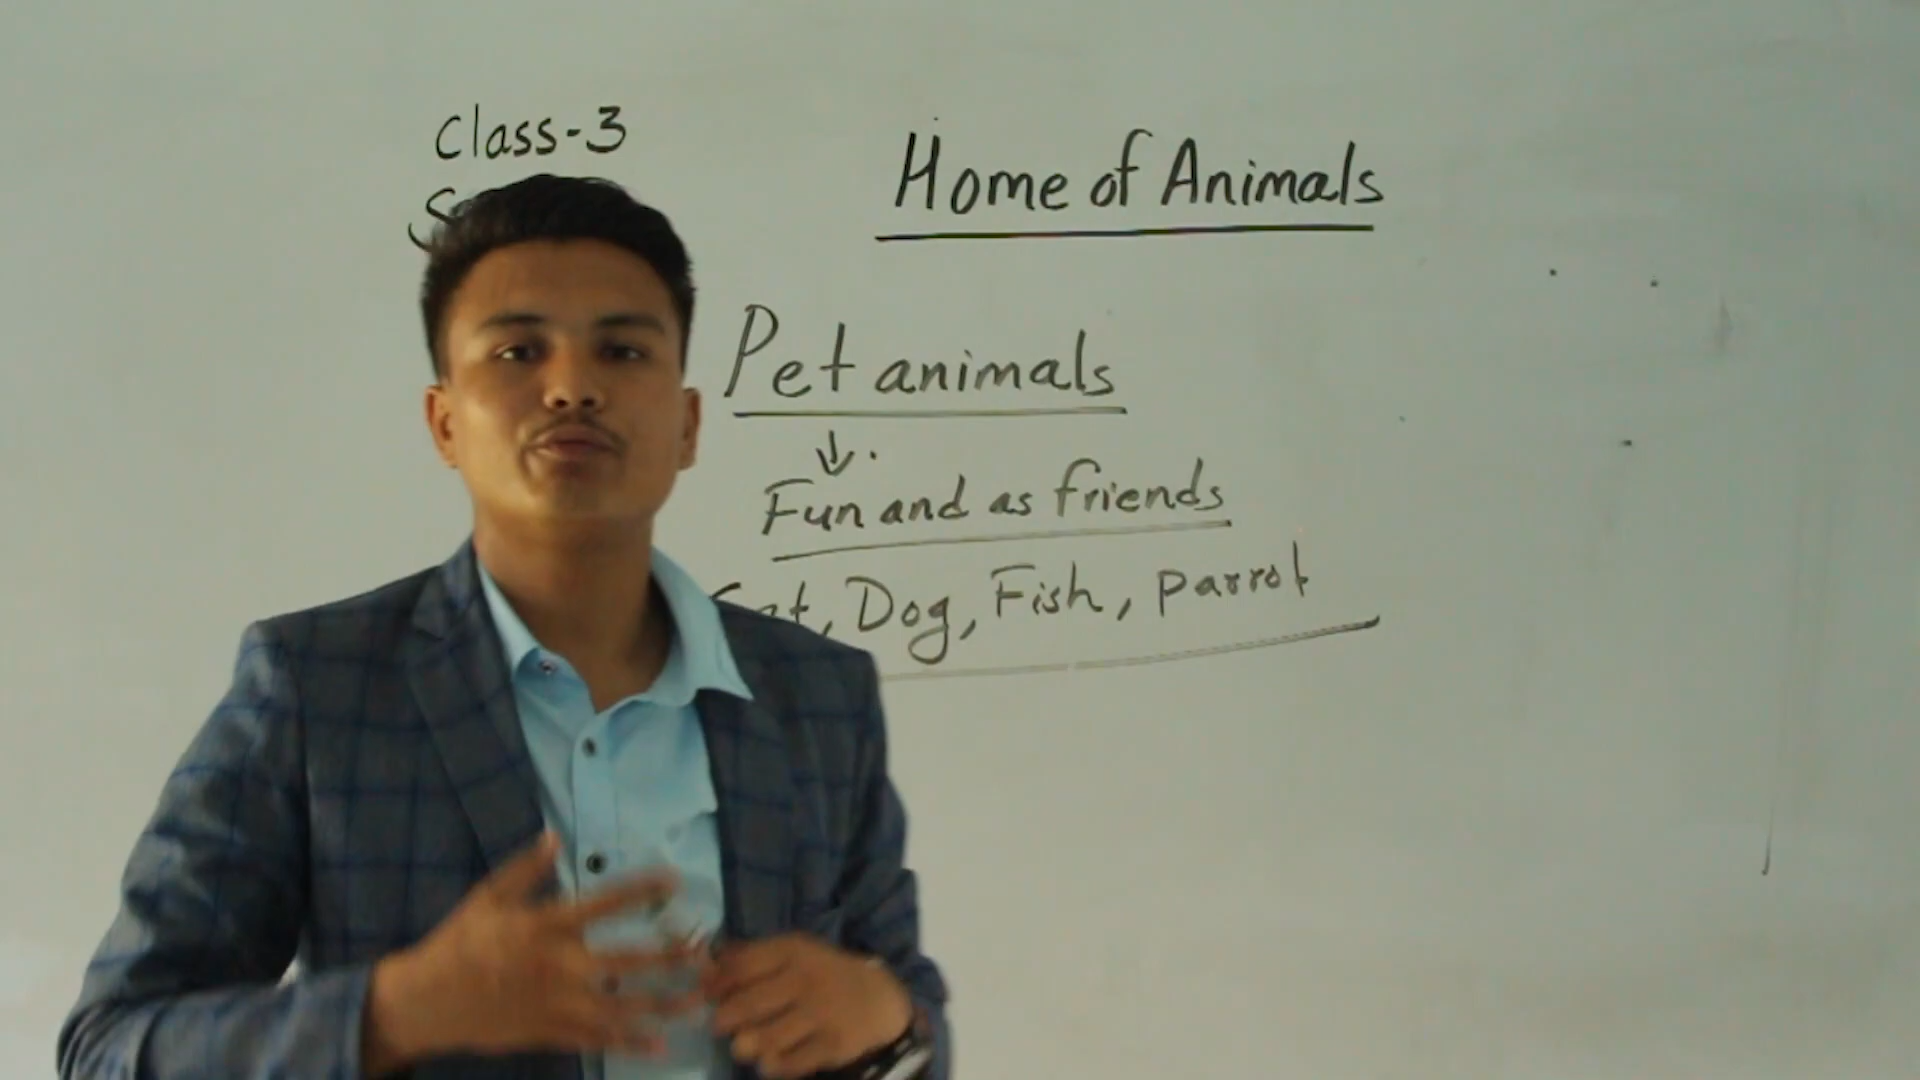 Class-3
Home of Animals
Pet animals
Fun and as friends
Dog, Fish, parrot